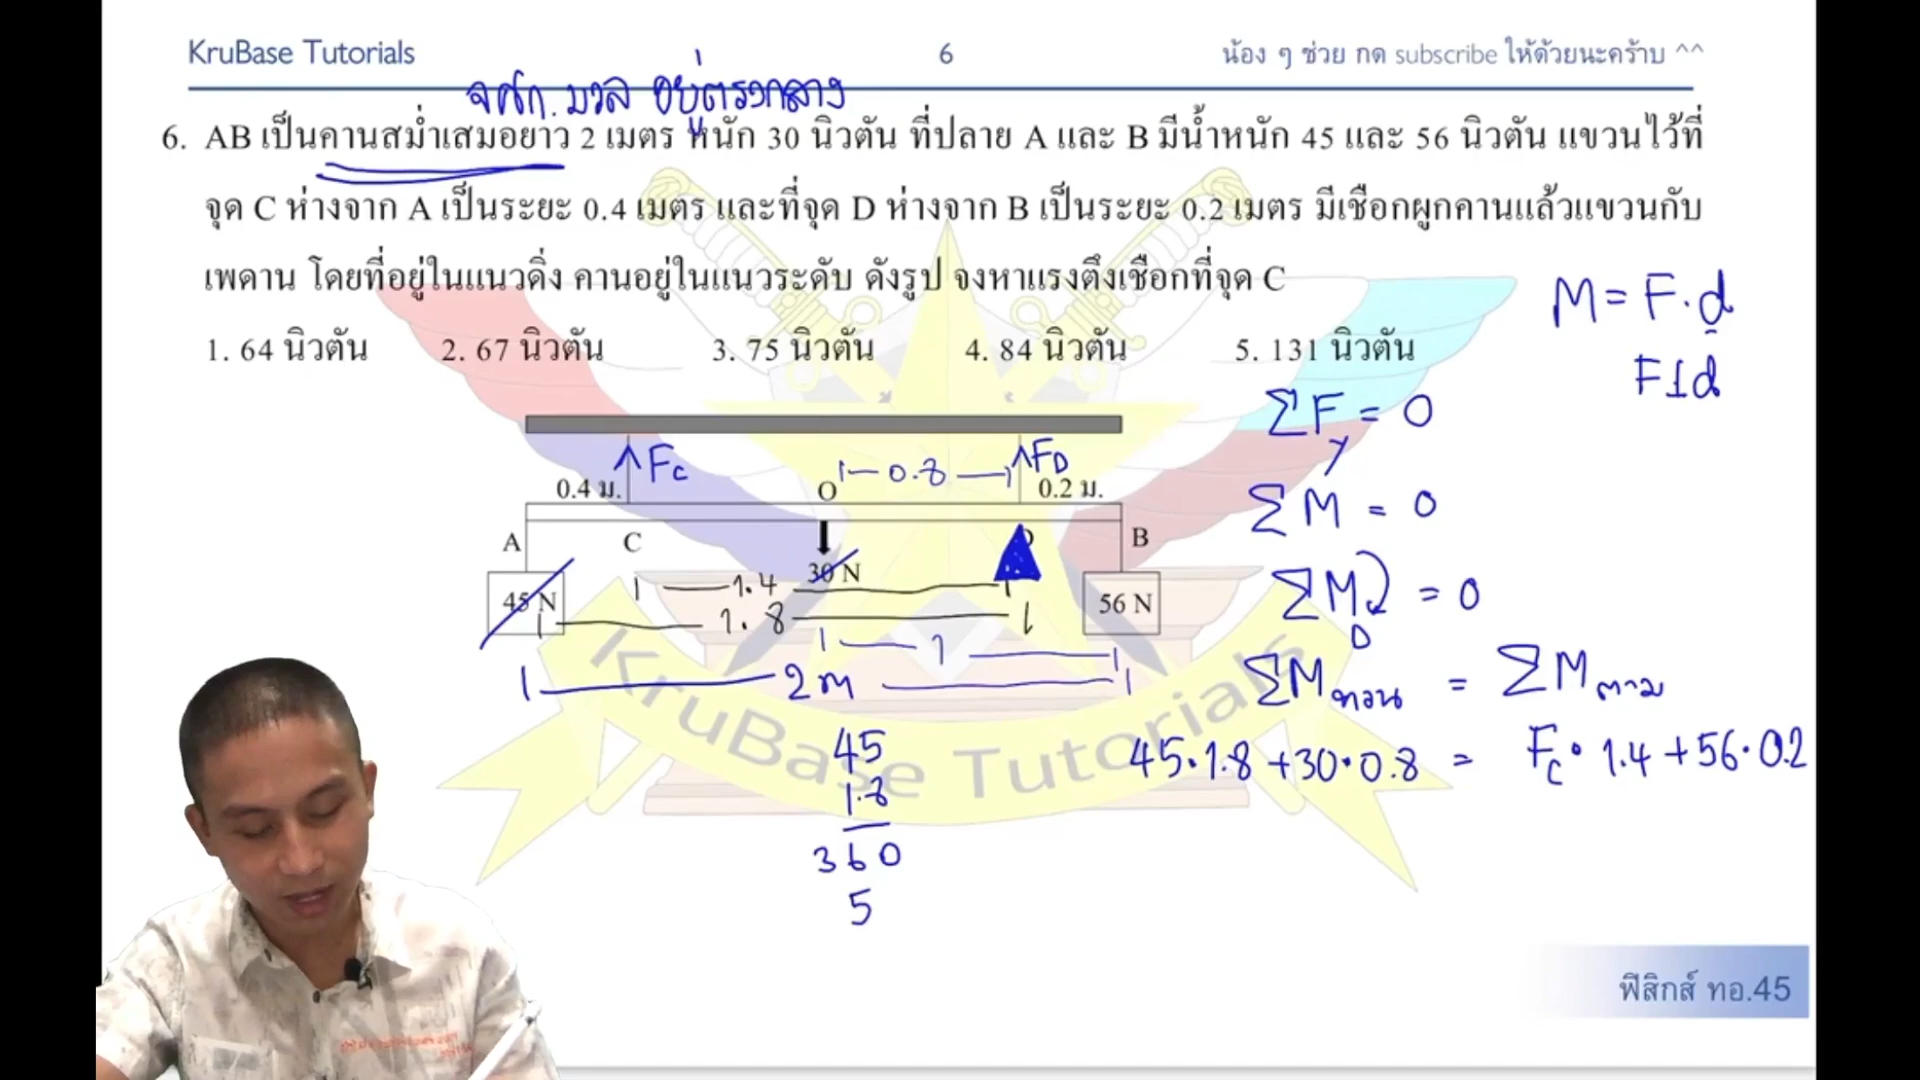 KruBase Tutorials
6
น้อง ๆ ช่วย กด subscribe ให้ด้วยนะคร้าบ ^^
จุดศก.มวล อยู่ตรงกลาง
6. AB เป็นคานสม่ำเสมอยาว 2 เมตร หนัก 30 นิวตัน ที่ปลาย A และ B มีน้ำหนัก 45 และ 56 นิวตัน แขวนไว้ที่
จุด C ห่างจาก A เป็นระยะ 0.4 เมตร และที่จุด D ห่างจาก B เป็นระยะ 0.2 เมตร มีเชือกผูกคานแล้วแขวนกับ
เพดาน โดยที่อยู่ในแนวดิ่ง คานอยู่ในแนวระดับ ดังรูป จงหาแรงตึงเชือกที่จุด C
1. 64 นิวตัน 2. 67 นิวตัน 3. 75 นิวตัน 4. 84 นิวตัน 5. 131 นิวตัน
M = F·d
F⊥d
ΣFy = 0
ΣM = 0
ΣM_D = 0
ΣMทวน = ΣMตาม
45·1.8 + 30·0.8 = Fc·1.4 + 56·0.2
Fc
0.8
FD
0.4 ม.
O
0.2 ม.
A
C
B
30 N
45 N
1.4
1.8
56 N
1
2m
45
1.8
360
5
KruBase Tutorials
ฟิสิกส์ ทอ.45